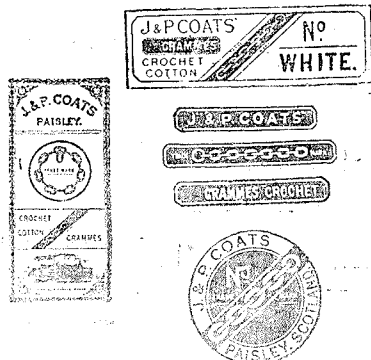 J & P. COATS
PAISLEY.
TRADE MARK
CROCHET
COTTON
GRAMMES
J & P COATS'
GRAMMES
CROCHET
COTTON
No
WHITE.
J. & P. COATS
GRAMMES CROCHET
J. & P. COATS
PAISLEY, SCOTLAND